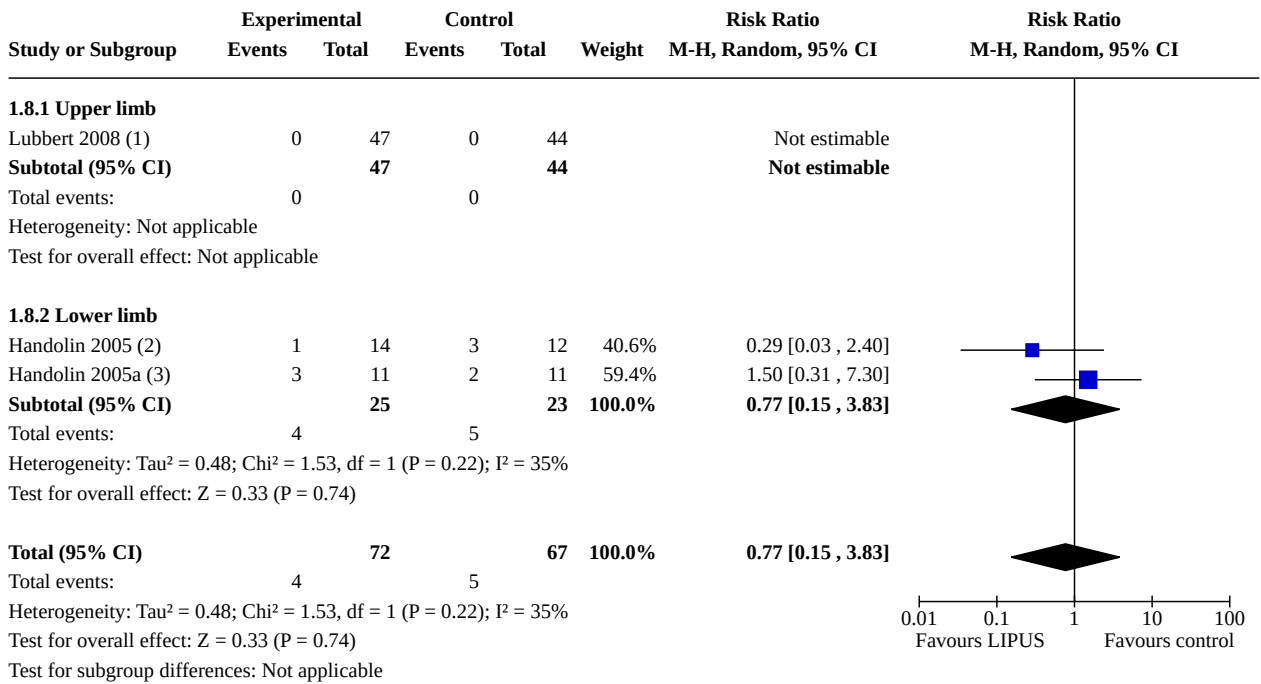 Experimental Control Risk Ratio Risk Ratio
Study or Subgroup Events Total Events Total Weight M-H, Random, 95% CI M-H, Random, 95% CI
1.8.1 Upper limb
Lubbert 2008 (1) 0 47 0 44 Not estimable
Subtotal (95% CI) 47 44 Not estimable
Total events: 0 0
Heterogeneity: Not applicable
Test for overall effect: Not applicable
1.8.2 Lower limb
Handolin 2005 (2) 1 14 3 12 40.6% 0.29 [0.03 , 2.40]
Handolin 2005a (3) 3 11 2 11 59.4% 1.50 [0.31 , 7.30]
Subtotal (95% CI) 25 23 100.0% 0.77 [0.15 , 3.83]
Total events: 4 5
Heterogeneity: Tau² = 0.48; Chi² = 1.53, df = 1 (P = 0.22); I² = 35%
Test for overall effect: Z = 0.33 (P = 0.74)
Total (95% CI) 72 67 100.0% 0.77 [0.15 , 3.83]
Total events: 4 5
Heterogeneity: Tau² = 0.48; Chi² = 1.53, df = 1 (P = 0.22); I² = 35%
Test for overall effect: Z = 0.33 (P = 0.74)
Test for subgroup differences: Not applicable
0.01 0.1 1 10 100
Favours LIPUS Favours control